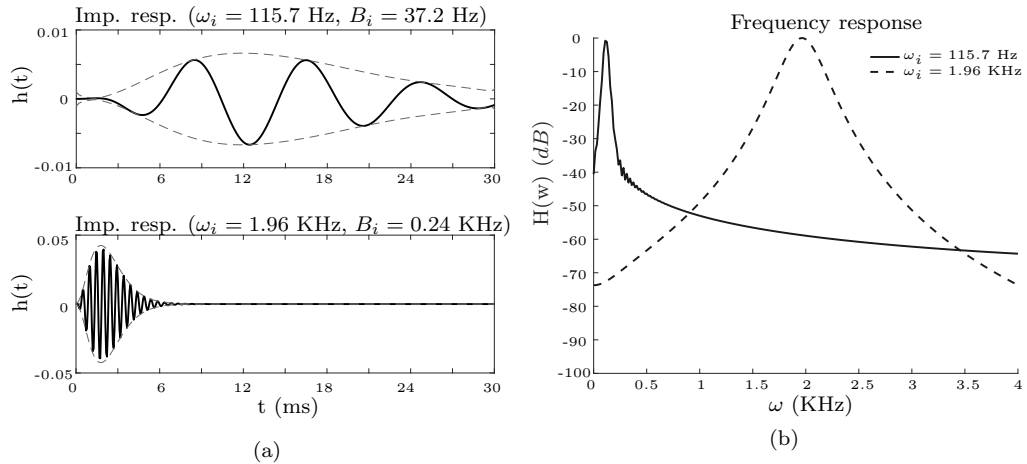 Imp. resp. (ωᵢ = 115.7 Hz, Bᵢ = 37.2 Hz)
0.01
h(t)
0
-0.01
0 6 12 18 24 30
Imp. resp. (ωᵢ = 1.96 KHz, Bᵢ = 0.24 KHz)
0.05
h(t)
0
-0.05
0 6 12 18 24 30
t (ms)
(a)
Frequency response
0
-10
-20
-30
-40
-50
-60
-70
-80
-90
-100
H(w) (dB)
ωᵢ = 115.7 Hz
ωᵢ = 1.96 KHz
0 0.5 1 1.5 2 2.5 3 3.5 4
ω (KHz)
(b)